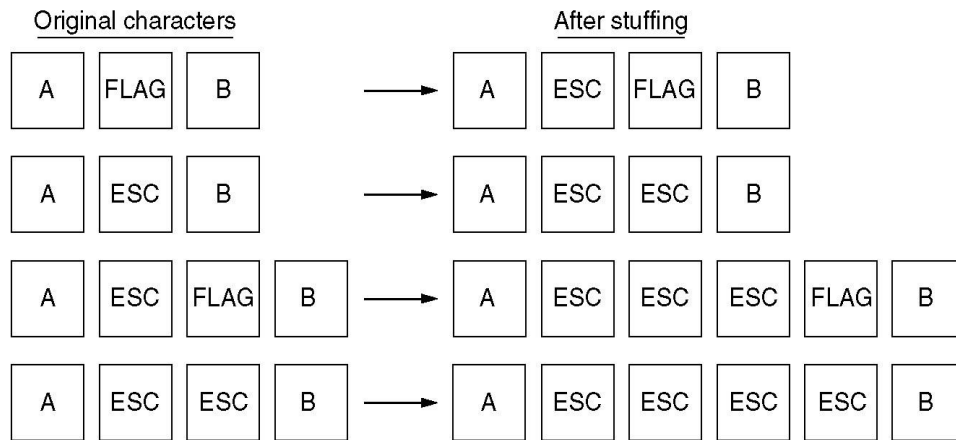 Original characters After stuffing
A FLAG B A ESC FLAG B
A ESC B A ESC ESC B
A ESC FLAG B A ESC ESC ESC FLAG B
A ESC ESC B A ESC ESC ESC ESC B